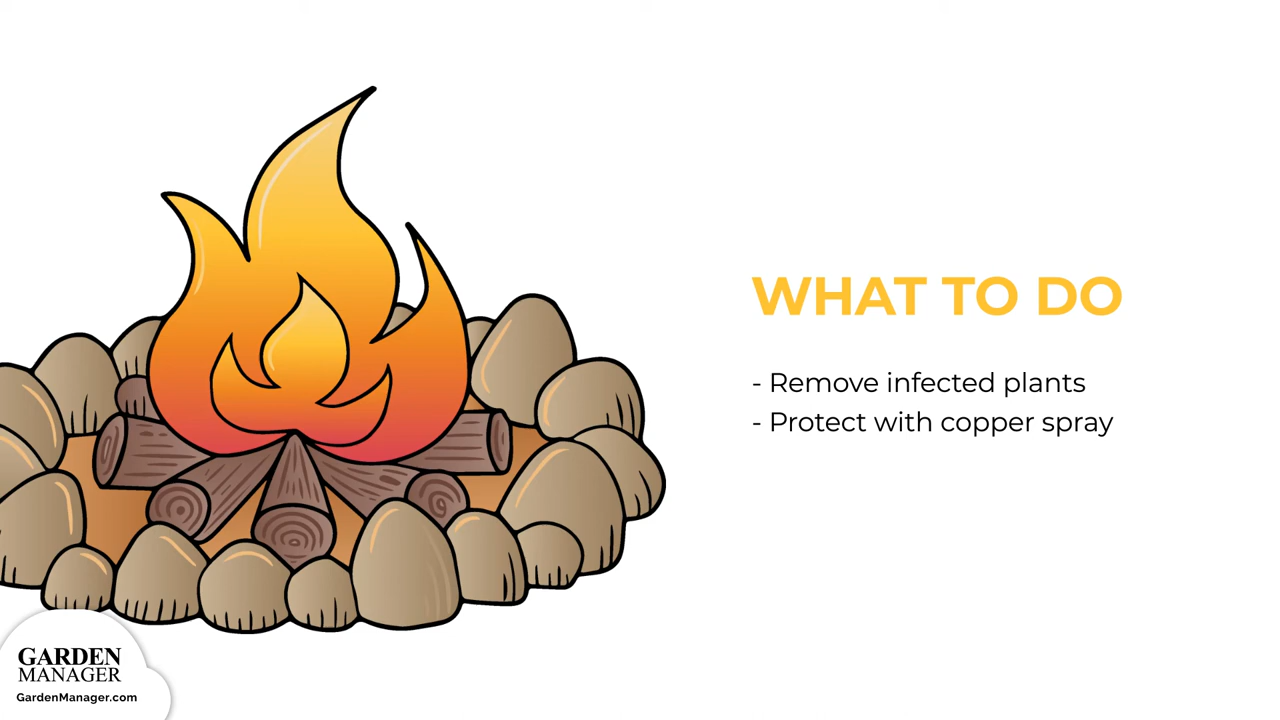 WHAT TO DO
- Remove infected plants
- Protect with copper spray
GARDEN
MANAGER
GardenManager.com